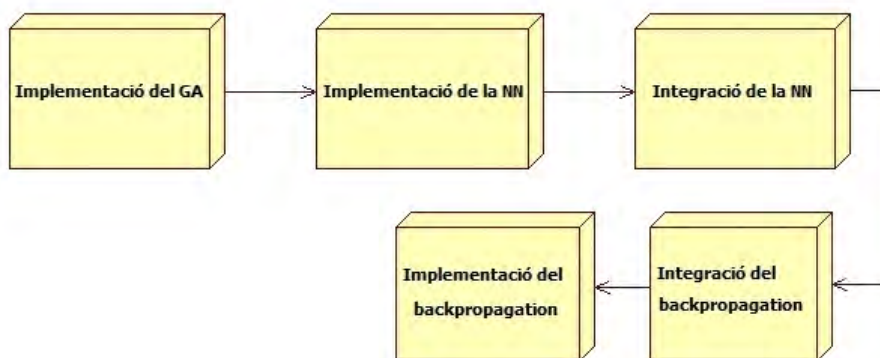 Implementació del GA
Implementació de la NN
Integració de la NN
Implementació del
backpropagation
Integració del
backpropagation